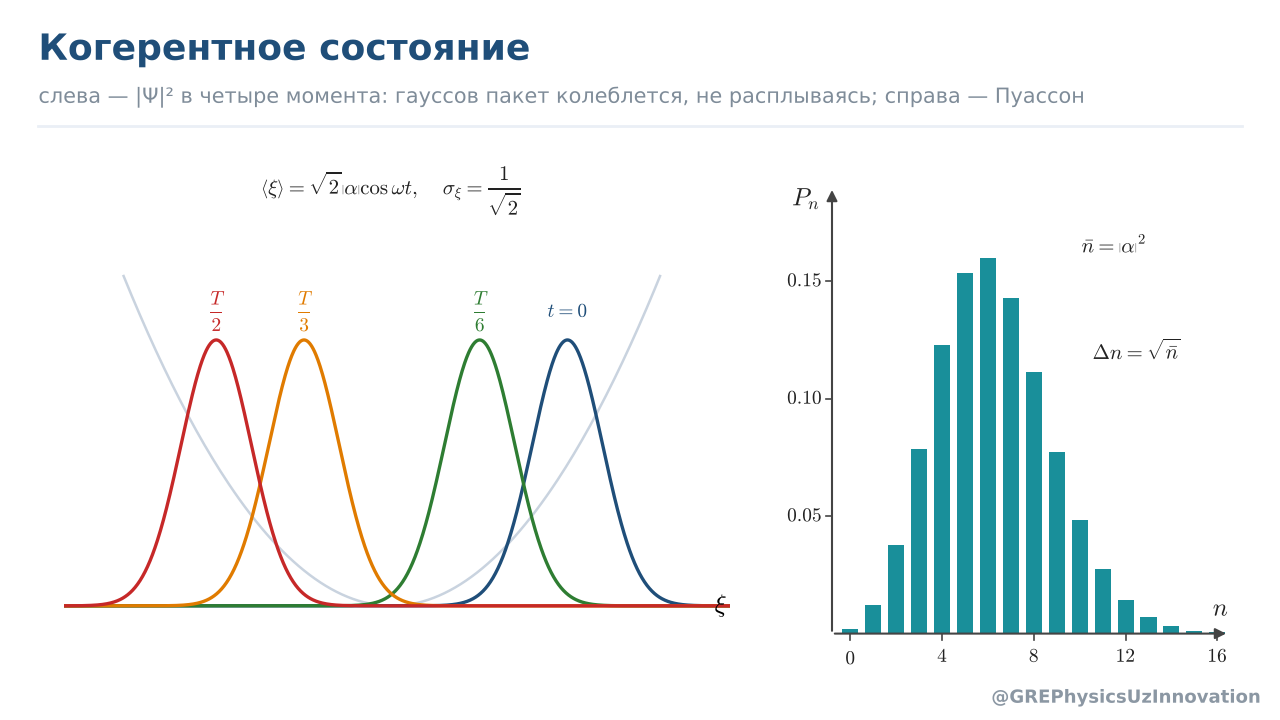 Когерентное состояние
слева — |Ψ|² в четыре момента: гауссов пакет колеблется, не расплываясь; справа — Пуассон
⟨ξ⟩ = √2|α|cos ωt, σ_ξ = 1/√2
T/2
T/3
T/6
t = 0
ξ
P_n
n̄ = |α|²
Δn = √n̄
0.15
0.10
0.05
n
0 4 8 12 16
@GREPhysicsUzInnovation